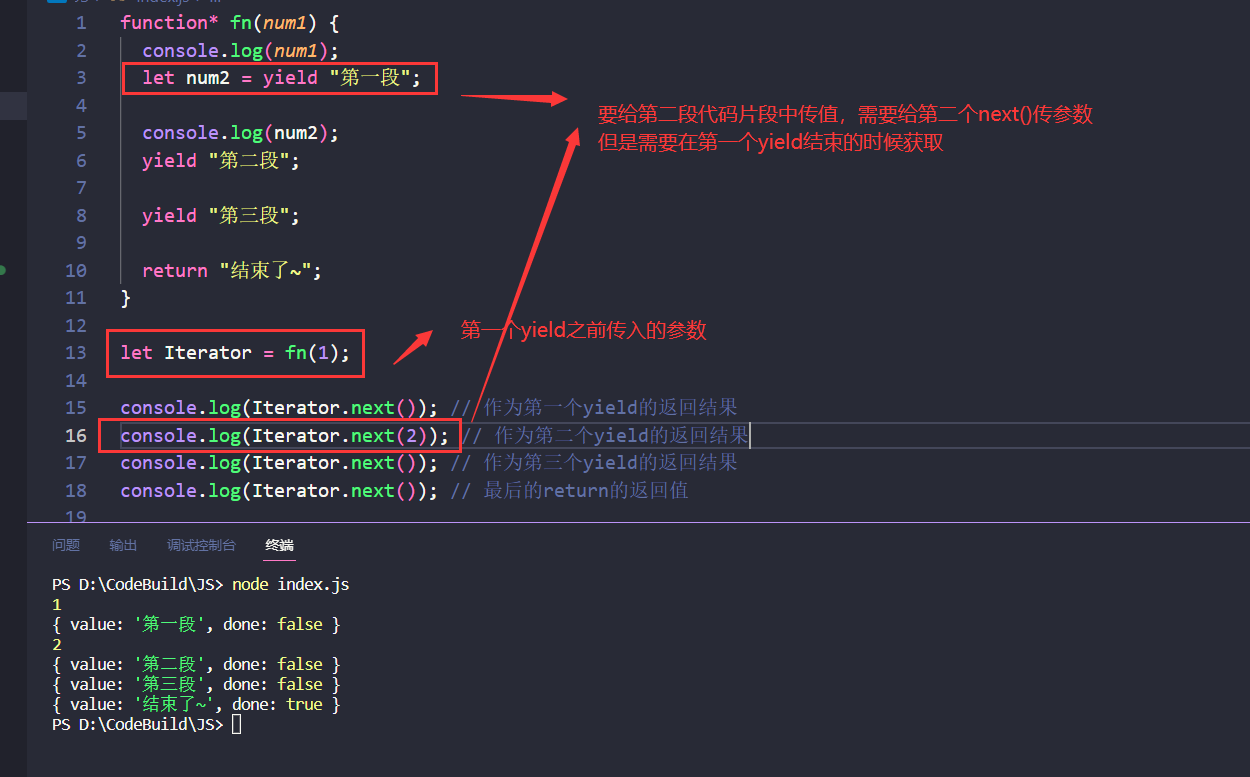 1 function* fn(num1) {
2 console.log(num1);
3 let num2 = yield "第一段";
4
要给第二段代码片段中传值，需要给第二个next()传参数
但是需要在第一个yield结束的时候获取
5 console.log(num2);
6 yield "第二段";
7
8 yield "第三段";
9
10 return "结束了~";
11 }
12
第一个yield之前传入的参数
13 let Iterator = fn(1);
14
15 console.log(Iterator.next()); // 作为第一个yield的返回结果
16 console.log(Iterator.next(2)); // 作为第二个yield的返回结果
17 console.log(Iterator.next()); // 作为第三个yield的返回结果
18 console.log(Iterator.next()); // 最后的return的返回值
19
问题 输出 调试控制台 终端
PS D:\CodeBuild\JS> node index.js
1
{ value: '第一段', done: false }
2
{ value: '第二段', done: false }
{ value: '第三段', done: false }
{ value: '结束了~', done: true }
PS D:\CodeBuild\JS>